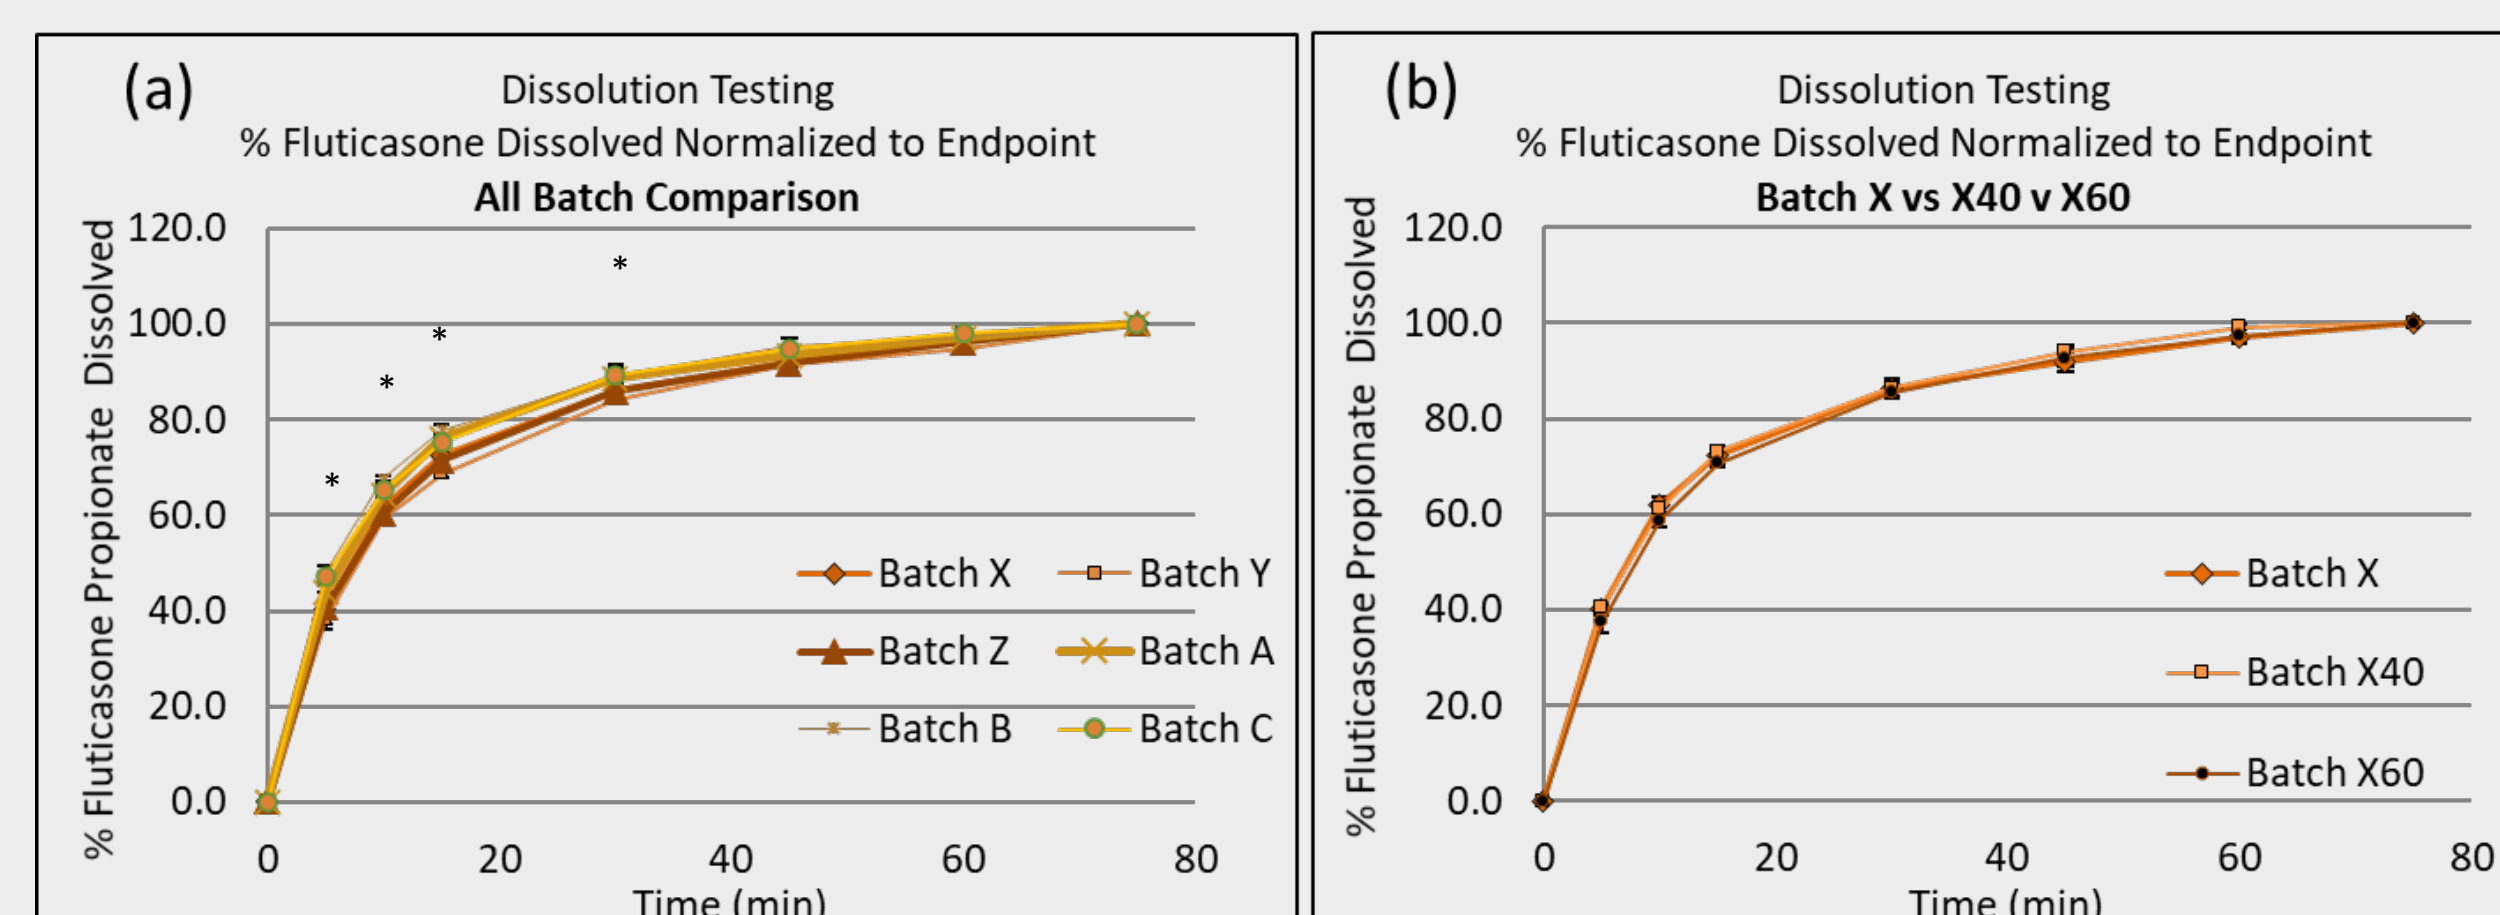 (a)
Dissolution Testing
% Fluticasone Dissolved Normalized to Endpoint
All Batch Comparison
% Fluticasone Propionate Dissolved
120.0
100.0
80.0
60.0
40.0
20.0
0.0
*
*
*
*
Batch X
Batch Y
Batch Z
Batch A
Batch B
Batch C
0 20 40 60 80
Time (min)
(b)
Dissolution Testing
% Fluticasone Dissolved Normalized to Endpoint
Batch X vs X40 v X60
% Fluticasone Propionate Dissolved
120.0
100.0
80.0
60.0
40.0
20.0
0.0
Batch X
Batch X40
Batch X60
0 20 40 60 80
Time (min)